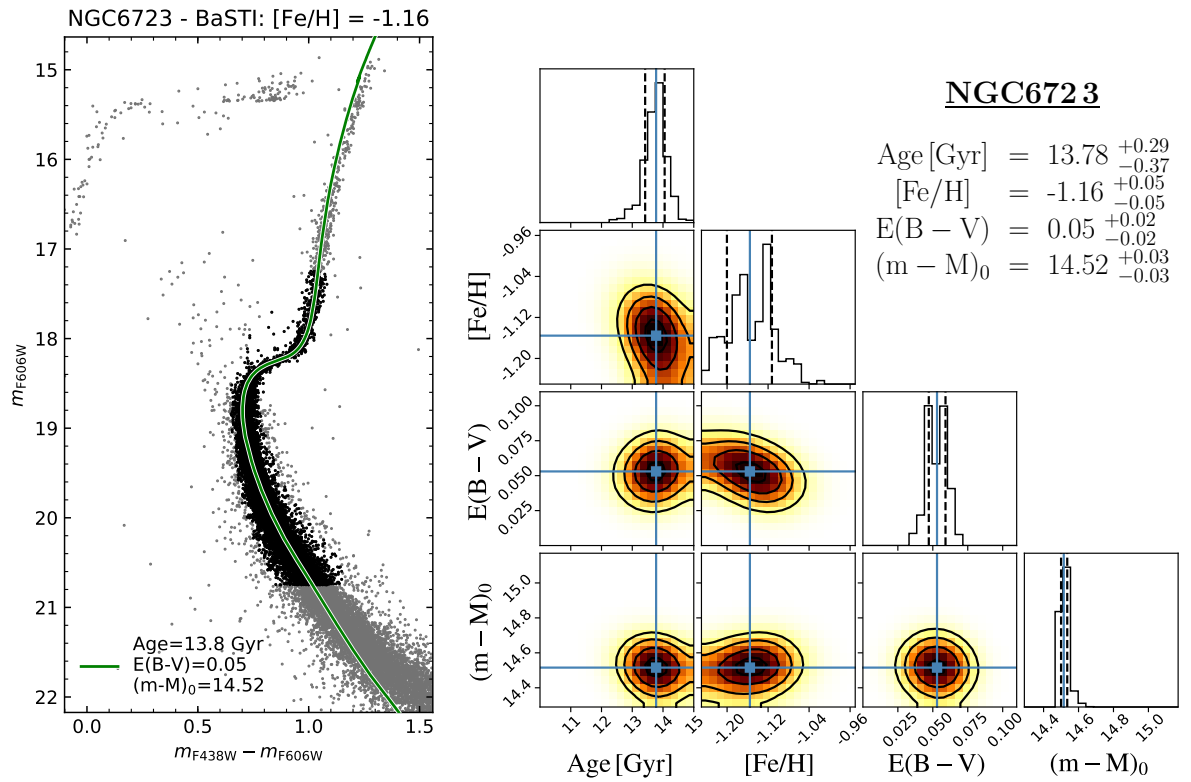 NGC6723 - BaSTI: [Fe/H] = -1.16
15
16
17
18
19
20
21
22
m_F606W
Age=13.8 Gyr
E(B-V)=0.05
(m-M)_0=14.52
0.0 0.5 1.0 1.5
m_F438W − m_F606W
NGC672 3
Age [Gyr] = 13.78 +0.29 −0.37
[Fe/H] = -1.16 +0.05 −0.05
E(B − V) = 0.05 +0.02 −0.02
(m − M)_0 = 14.52 +0.03 −0.03
[Fe/H]
-0.96
-1.04
-1.12
-1.20
E(B − V)
0.100
0.075
0.050
0.025
(m − M)_0
15.0
14.8
14.6
14.4
11 12 13 14 15
Age [Gyr]
-1.20 -1.12 -1.04 -0.96
[Fe/H]
0.025 0.050 0.075 0.100
E(B − V)
14.4 14.6 14.8 15.0
(m − M)_0